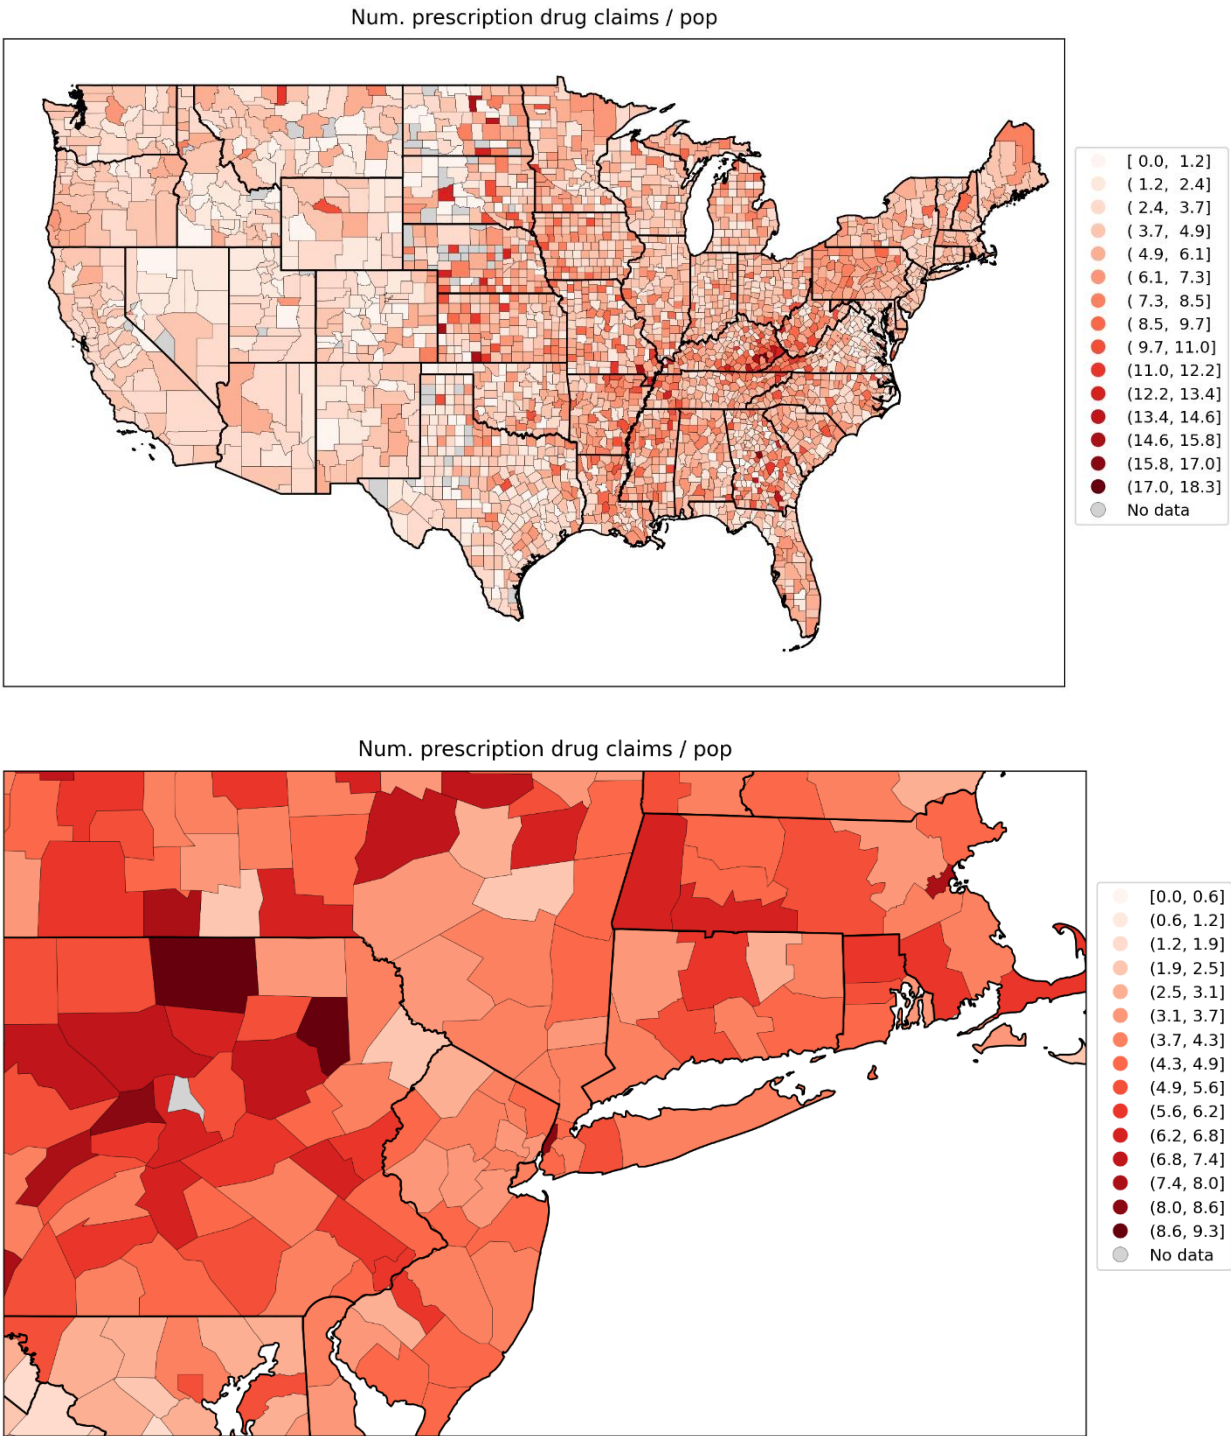 Num. prescription drug claims / pop
[ 0.0,  1.2]
( 1.2,  2.4]
( 2.4,  3.7]
( 3.7,  4.9]
( 4.9,  6.1]
( 6.1,  7.3]
( 7.3,  8.5]
( 8.5,  9.7]
( 9.7, 11.0]
(11.0, 12.2]
(12.2, 13.4]
(13.4, 14.6]
(14.6, 15.8]
(15.8, 17.0]
(17.0, 18.3]
No data
Num. prescription drug claims / pop
[0.0, 0.6]
(0.6, 1.2]
(1.2, 1.9]
(1.9, 2.5]
(2.5, 3.1]
(3.1, 3.7]
(3.7, 4.3]
(4.3, 4.9]
(4.9, 5.6]
(5.6, 6.2]
(6.2, 6.8]
(6.8, 7.4]
(7.4, 8.0]
(8.0, 8.6]
(8.6, 9.3]
No data